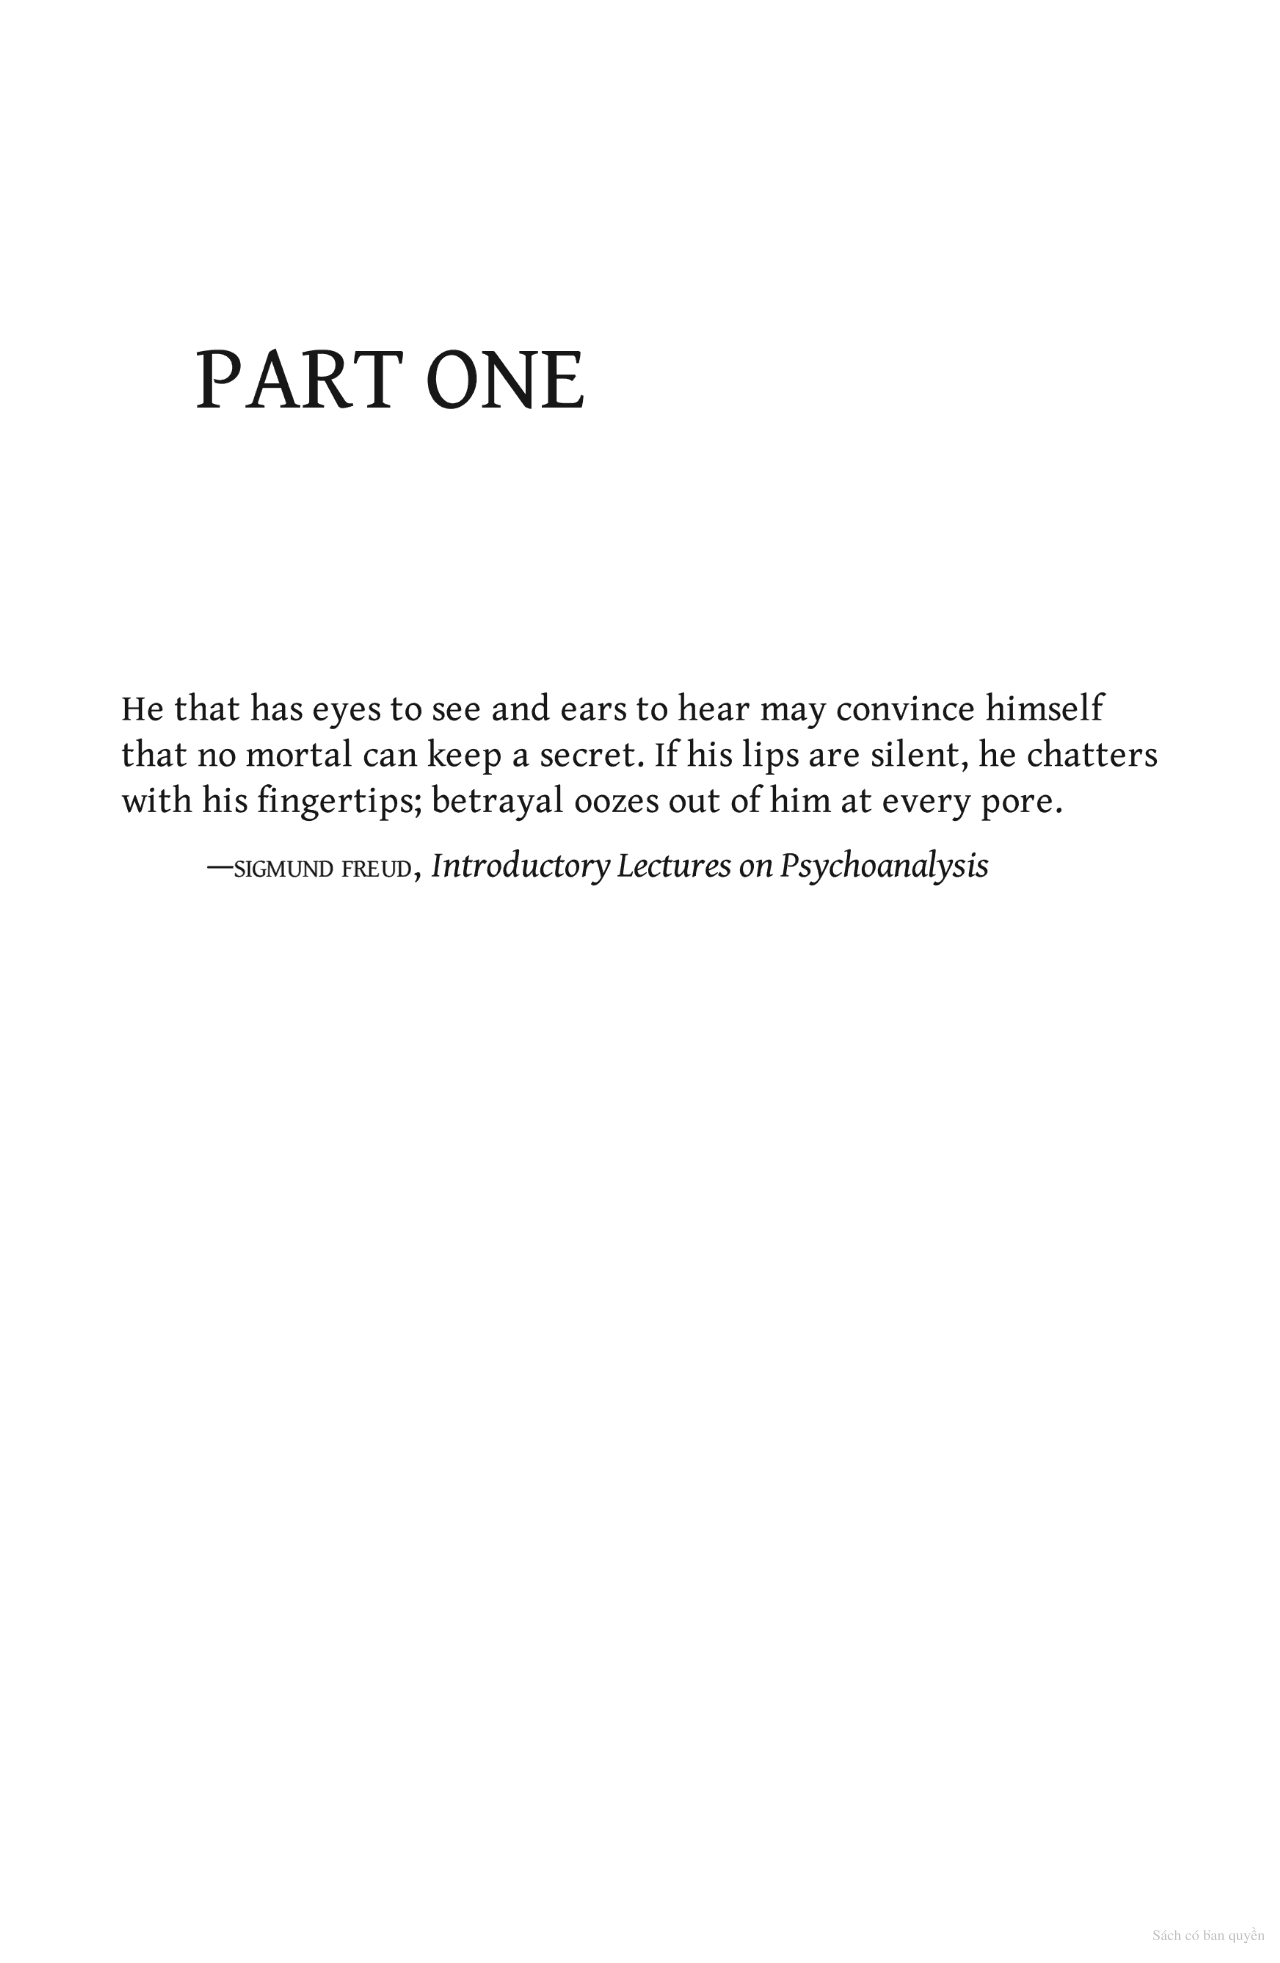 PART ONE
He that has eyes to see and ears to hear may convince himself
that no mortal can keep a secret. If his lips are silent, he chatters
with his fingertips; betrayal oozes out of him at every pore.
—SIGMUND FREUD, Introductory Lectures on Psychoanalysis
Sách có bản quyền